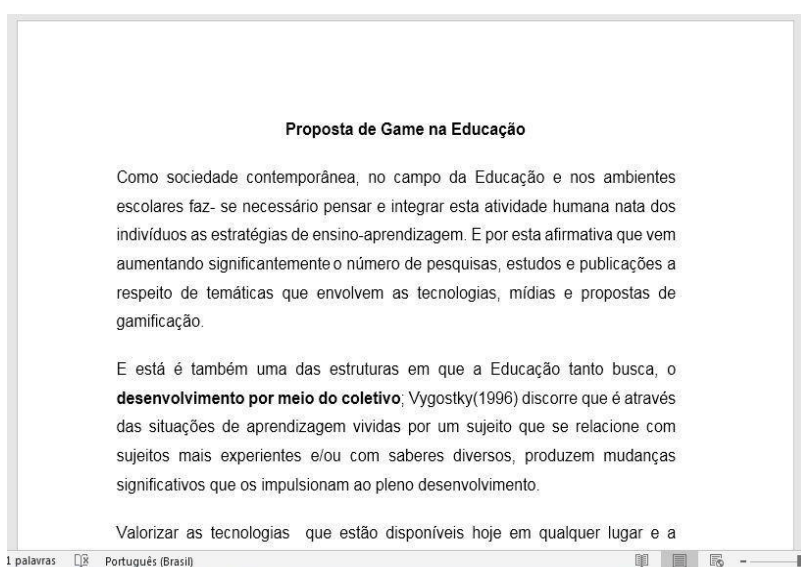 Proposta de Game na Educação
Como sociedade contemporânea, no campo da Educação e nos ambientes
escolares faz- se necessário pensar e integrar esta atividade humana nata dos
indivíduos as estratégias de ensino-aprendizagem. E por esta afirmativa que vem
aumentando significantemente o número de pesquisas, estudos e publicações a
respeito de temáticas que envolvem as tecnologias, mídias e propostas de
gamificação.
E está é também uma das estruturas em que a Educação tanto busca, o
desenvolvimento por meio do coletivo; Vygostky(1996) discorre que é através
das situações de aprendizagem vividas por um sujeito que se relacione com
sujeitos mais experientes e/ou com saberes diversos, produzem mudanças
significativos que os impulsionam ao pleno desenvolvimento.
Valorizar as tecnologias que estão disponíveis hoje em qualquer lugar e a
1 palavras Português (Brasil)